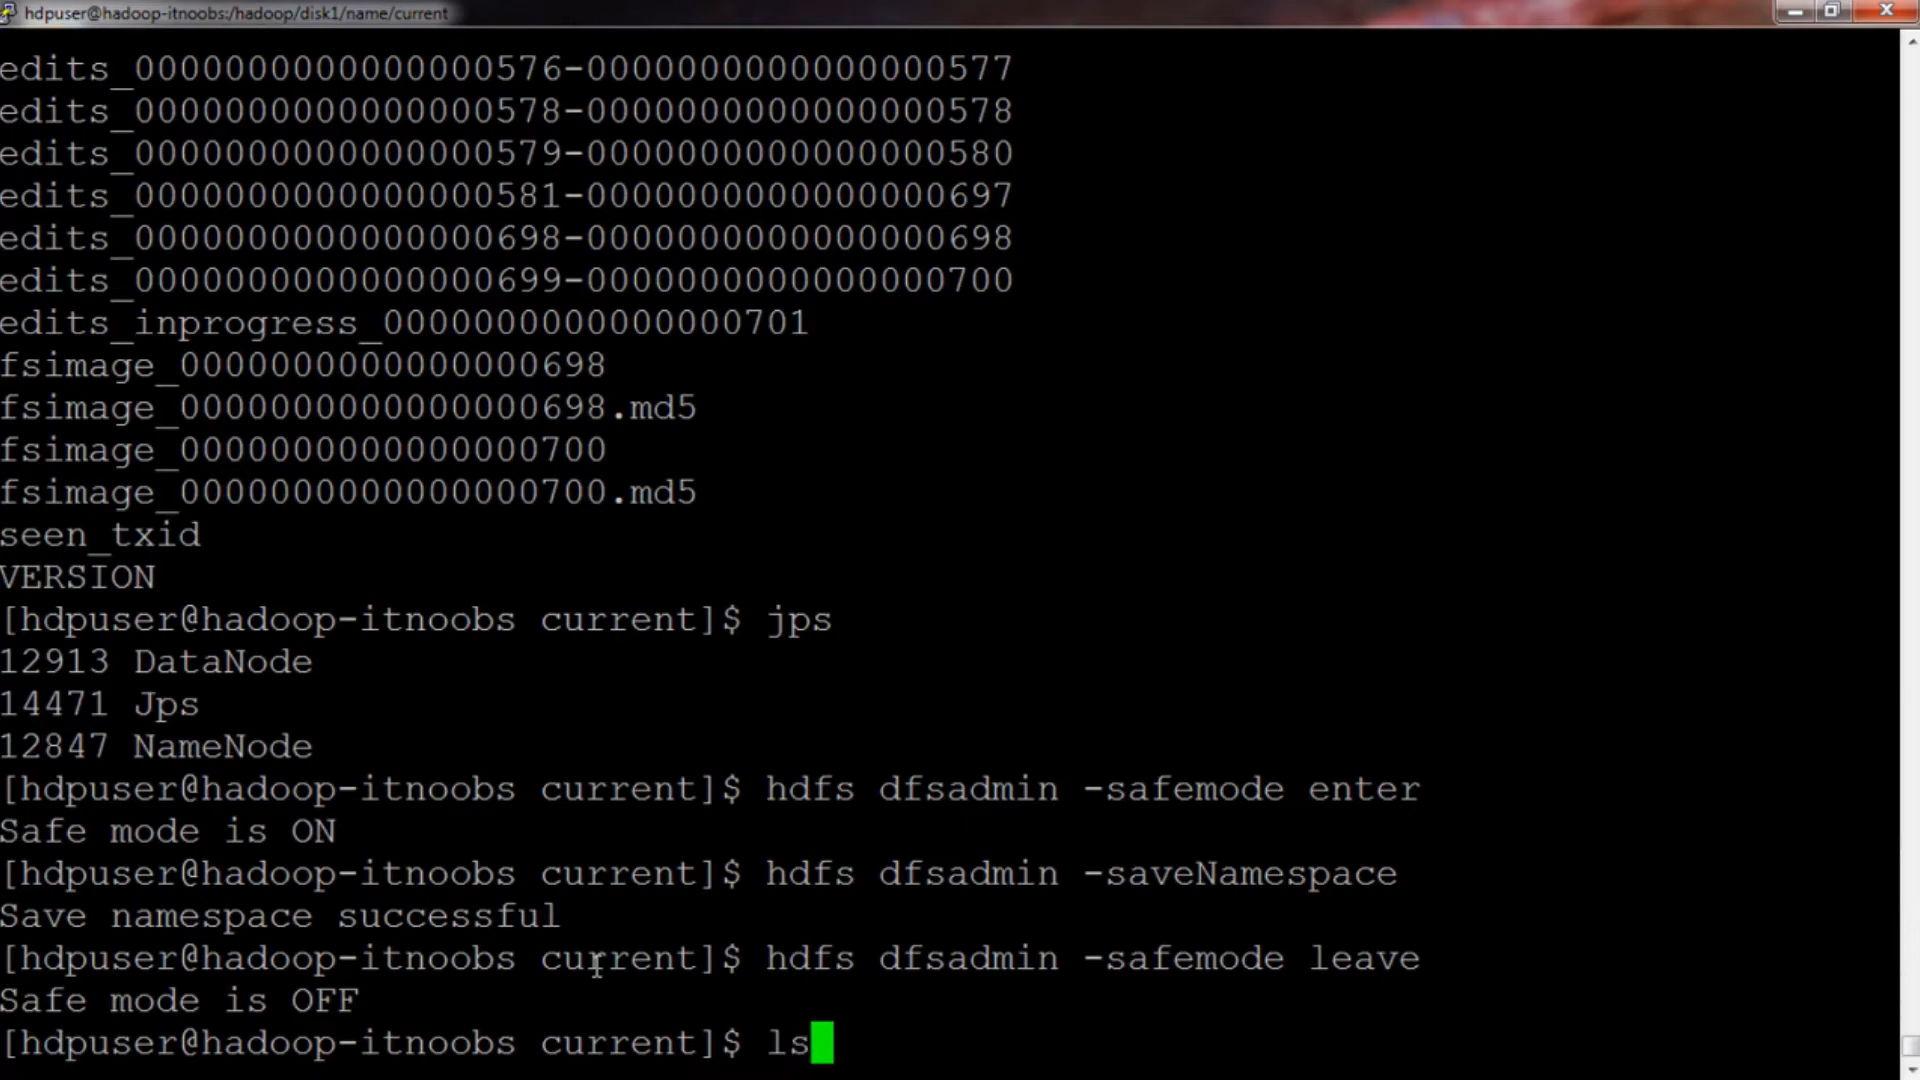 hdpuser@hadoop-itnoobs:/hadoop/disk1/name/current
edits_0000000000000000576-0000000000000000577
edits_0000000000000000578-0000000000000000578
edits_0000000000000000579-0000000000000000580
edits_0000000000000000581-0000000000000000697
edits_0000000000000000698-0000000000000000698
edits_0000000000000000699-0000000000000000700
edits_inprogress_0000000000000000701
fsimage_0000000000000000698
fsimage_0000000000000000698.md5
fsimage_0000000000000000700
fsimage_0000000000000000700.md5
seen_txid
VERSION
[hdpuser@hadoop-itnoobs current]$ jps
12913 DataNode
14471 Jps
12847 NameNode
[hdpuser@hadoop-itnoobs current]$ hdfs dfsadmin -safemode enter
Safe mode is ON
[hdpuser@hadoop-itnoobs current]$ hdfs dfsadmin -saveNamespace
Save namespace successful
[hdpuser@hadoop-itnoobs current]$ hdfs dfsadmin -safemode leave
Safe mode is OFF
[hdpuser@hadoop-itnoobs current]$ ls